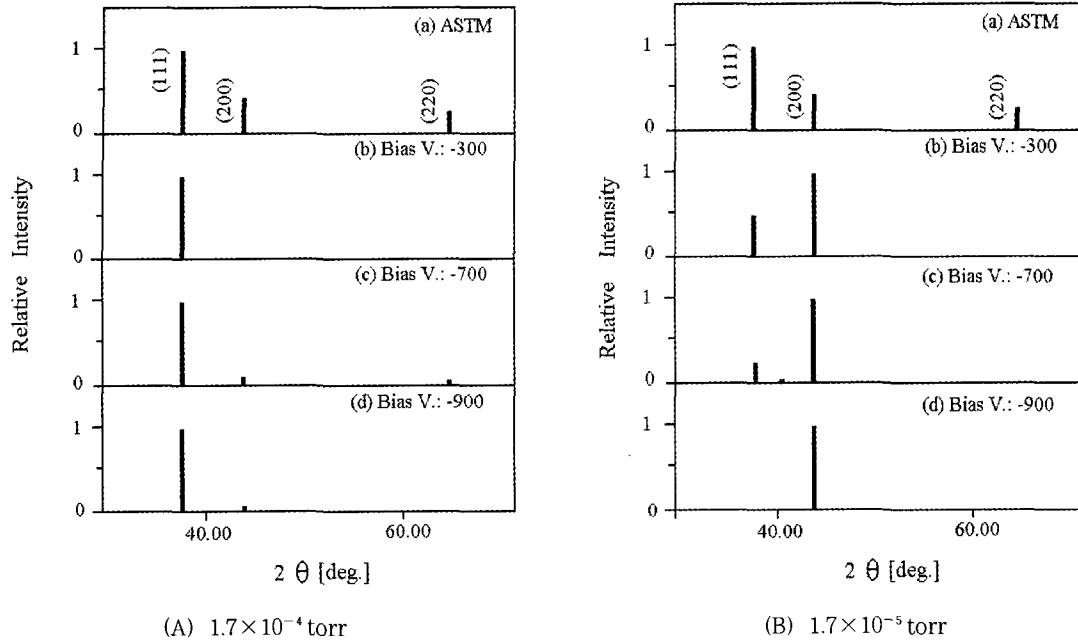 (a) ASTM
1
0
(111)
(200)
(220)
(b) Bias V.: -300
1
0
(c) Bias V.: -700
1
0
(d) Bias V.: -900
1
0
40.00
60.00
Relative Intensity
2 θ [deg.]
(A) 1.7×10⁻⁴ torr
(a) ASTM
1
0
(111)
(200)
(220)
(b) Bias V.: -300
1
0
(c) Bias V.: -700
1
0
(d) Bias V.: -900
1
0
40.00
60.00
Relative Intensity
2 θ [deg.]
(B) 1.7×10⁻⁵ torr